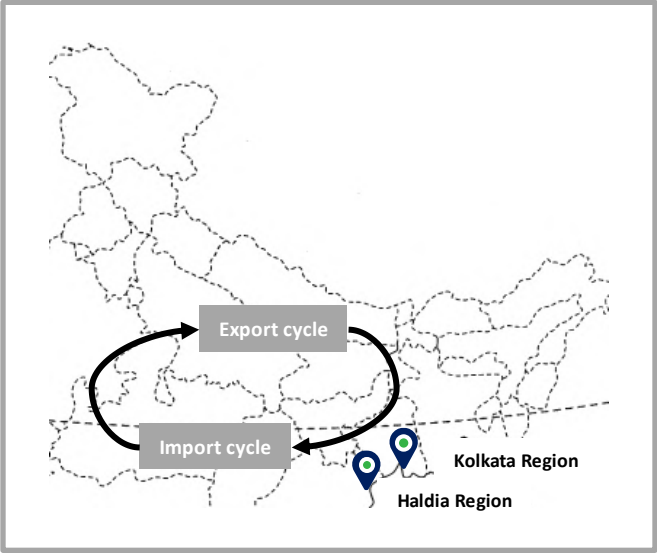 Export cycle
Import cycle
Kolkata Region
Haldia Region